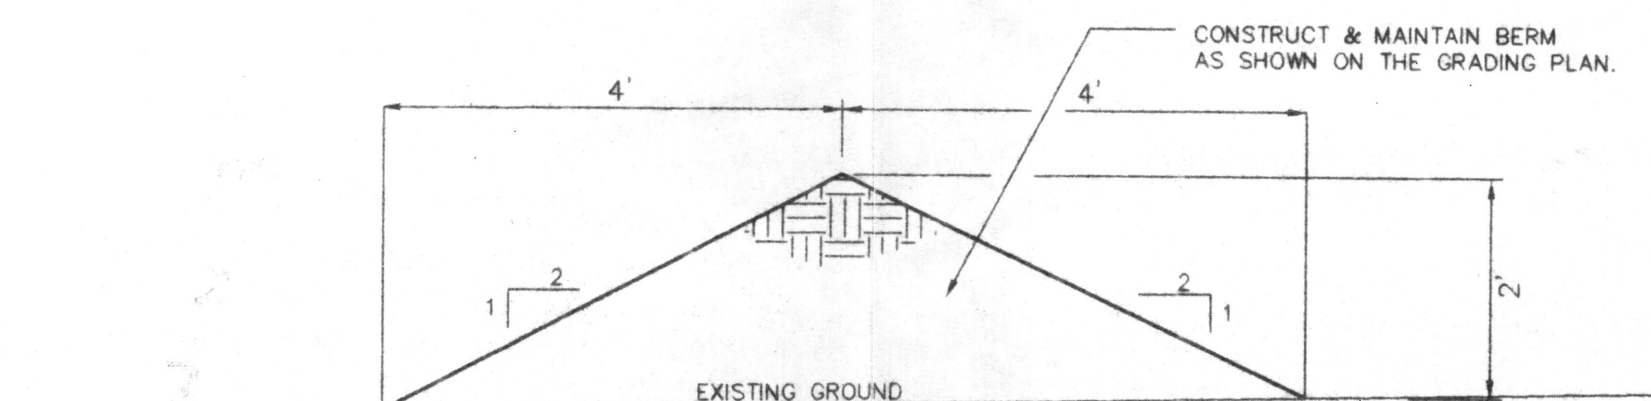 CONSTRUCT & MAINTAIN BERM
AS SHOWN ON THE GRADING PLAN.
4'
4'
2
1
2
1
2'
EXISTING GROUND